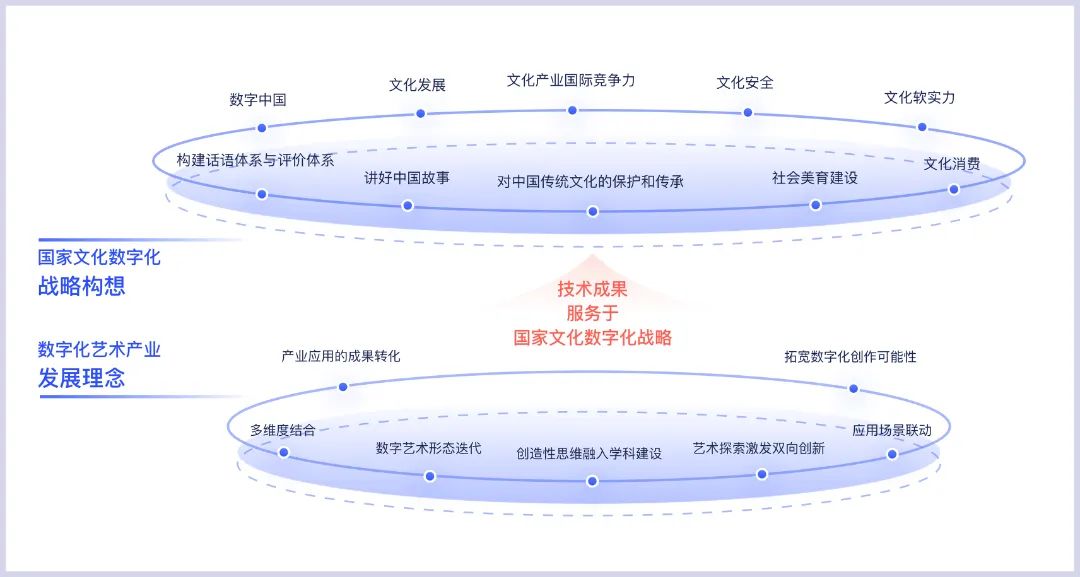 文化产业国际竞争力
文化发展
文化安全
数字中国
文化软实力
构建话语体系与评价体系
讲好中国故事
对中国传统文化的保护和传承
社会美育建设
文化消费
国家文化数字化
战略构想
技术成果
服务于
国家文化数字化战略
数字化艺术产业
发展理念
产业应用的成果转化
拓宽数字化创作可能性
多维度结合
数字艺术形态迭代
创造性思维融入学科建设
艺术探索激发双向创新
应用场景联动